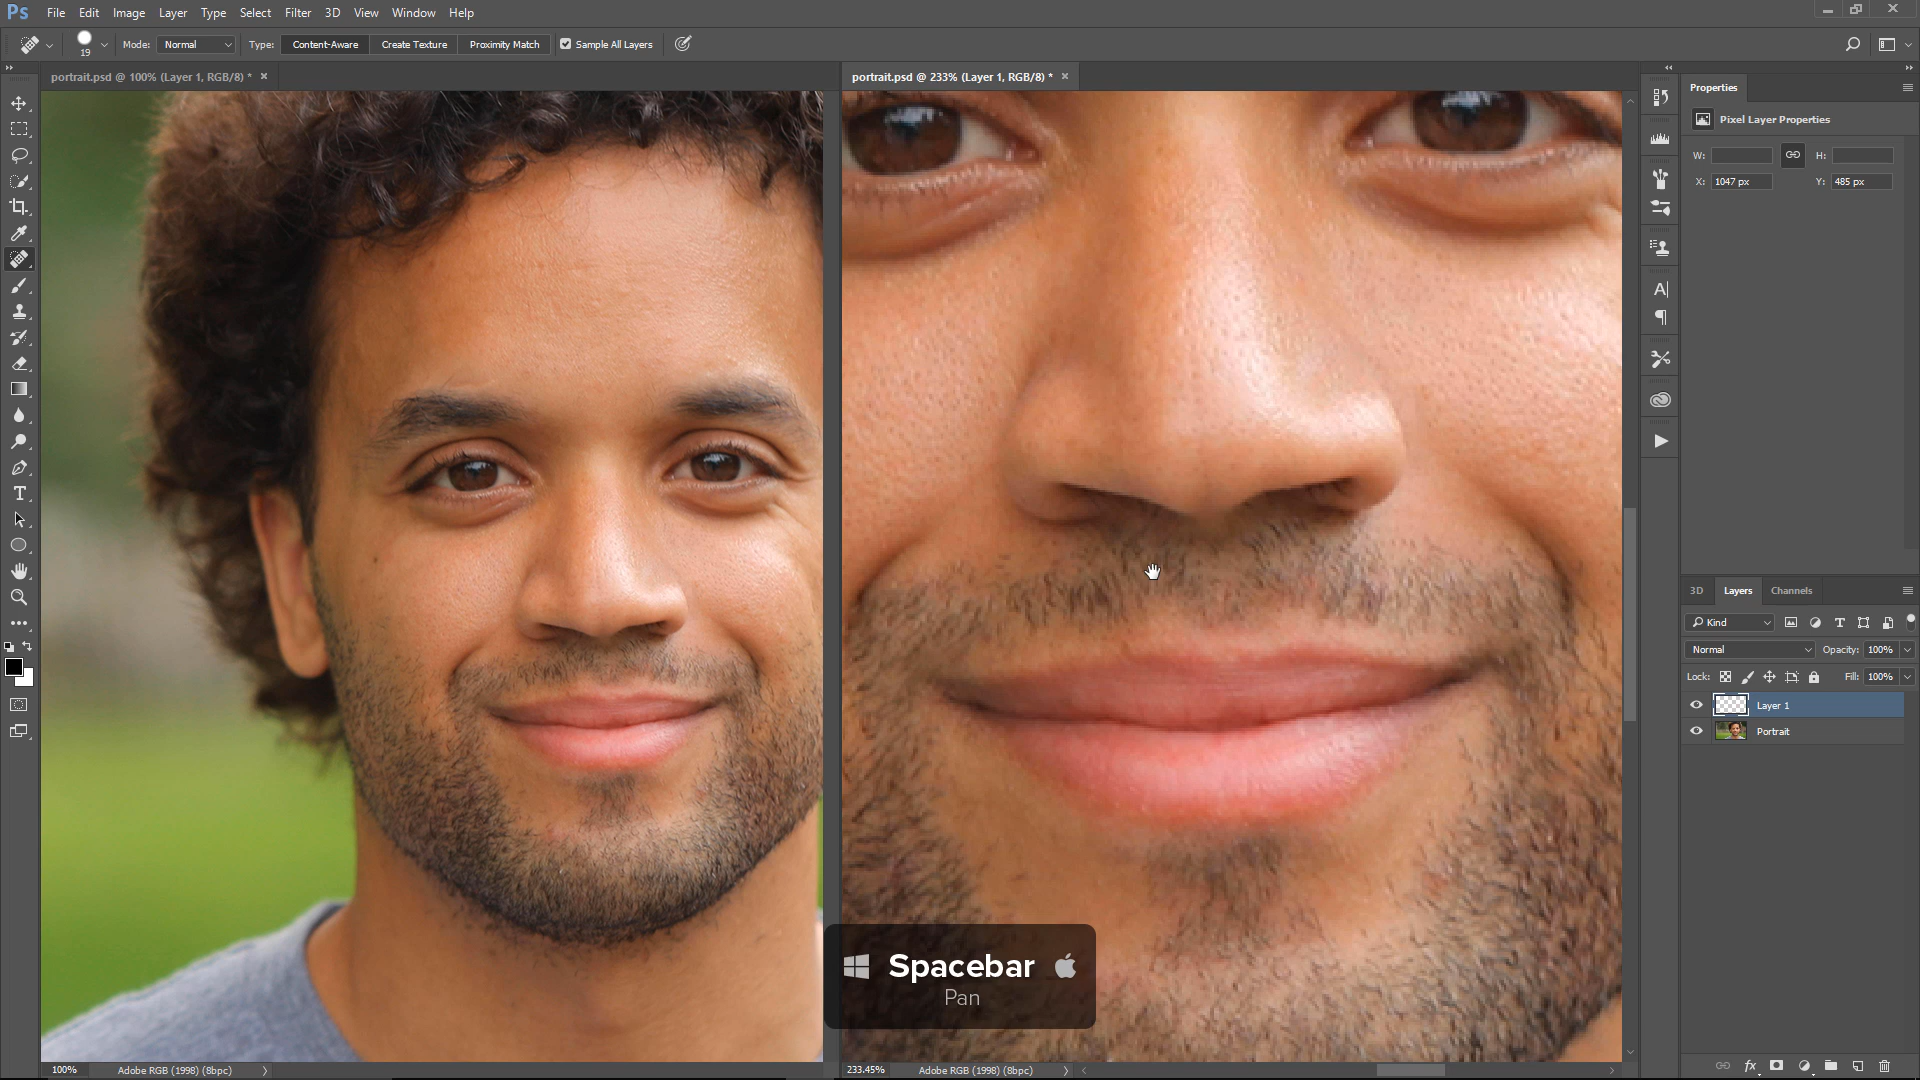 Ps File Edit Image Layer Type Select Filter 3D View Window Help
19 Mode: Normal Type: Content-Aware Create Texture Proximity Match Sample All Layers
portrait.psd @ 100% (Layer 1, RGB/8) * ×
portrait.psd @ 233% (Layer 1, RGB/8) * ×
Properties
Pixel Layer Properties
W: H:
X: 1047 px Y: 485 px
3D Layers Channels
Kind
Normal Opacity: 100%
Lock: Fill: 100%
Layer 1
Portrait
Spacebar
Pan
100% Adobe RGB (1998) (8bpc)
233.45% Adobe RGB (1998) (8bpc)
fx